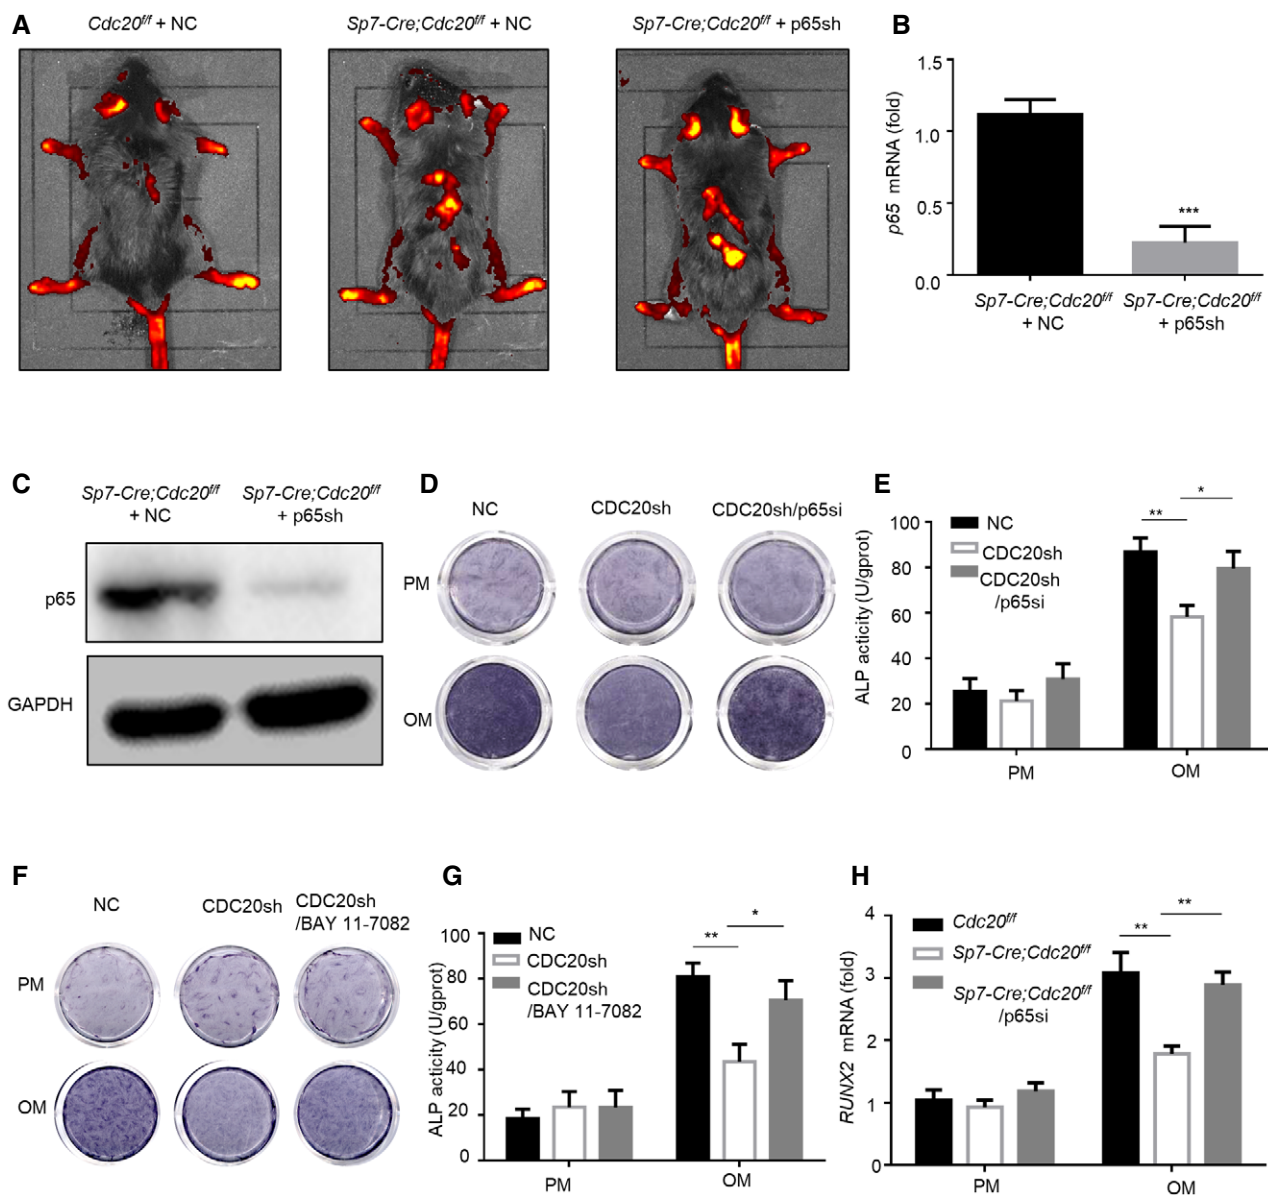 A
Cdc20f/f + NC
Sp7-Cre;Cdc20f/f + NC
Sp7-Cre;Cdc20f/f + p65sh
B
p65 mRNA (fold)
1.5
1.0
0.5
0.0
***
Sp7-Cre;Cdc20f/f
+ NC
Sp7-Cre;Cdc20f/f
+ p65sh
C
Sp7-Cre;Cdc20f/f
+ NC
Sp7-Cre;Cdc20f/f
+ p65sh
p65
GAPDH
D
NC
CDC20sh
CDC20sh/p65si
PM
OM
E
ALP acticity (U/gprot)
100
80
60
40
20
0
NC
CDC20sh
CDC20sh
/p65si
**
*
PM
OM
F
NC
CDC20sh
CDC20sh
/BAY 11-7082
PM
OM
G
ALP acticity (U/gprot)
100
80
60
40
20
0
NC
CDC20sh
CDC20sh
/BAY 11-7082
**
*
PM
OM
H
RUNX2 mRNA (fold)
4
3
2
1
0
Cdc20f/f
Sp7-Cre;Cdc20f/f
Sp7-Cre;Cdc20f/f
/p65si
**
**
PM
OM